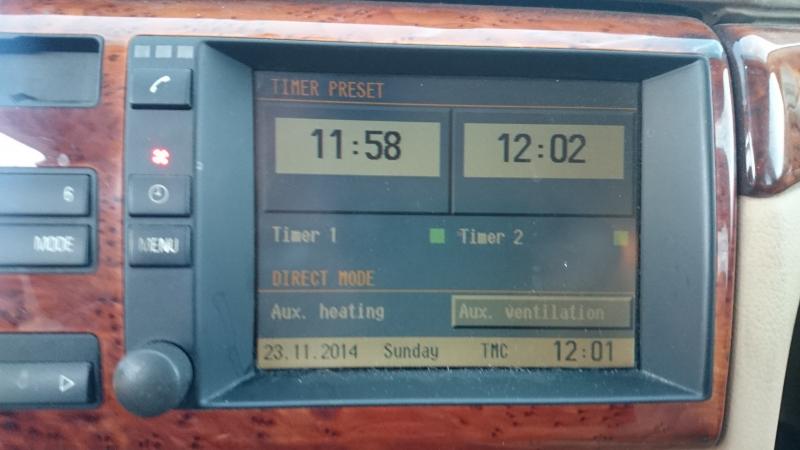 TIMER PRESET
11:58 12:02
Timer 1 Timer 2
DIRECT MODE
Aux. heating Aux. ventilation
23.11.2014 Sunday TMC 12:01
6
MODE
MENU